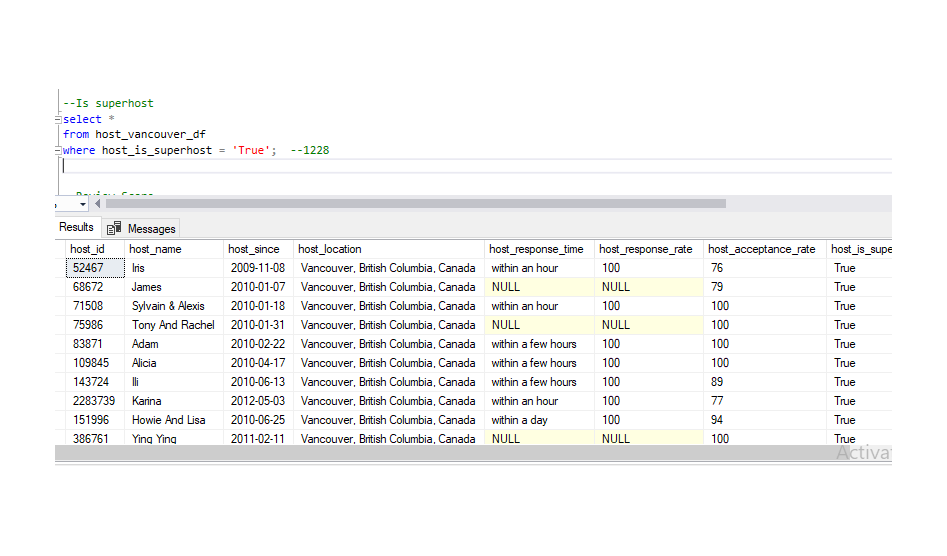 --Is superhost
select *
from host_vancouver_df
where host_is_superhost = 'True';  --1228
Results Messages
host_id host_name host_since host_location host_response_time host_response_rate host_acceptance_rate host_is_supe
52467 Iris 2009-11-08 Vancouver, British Columbia, Canada within an hour 100 76 True
68672 James 2010-01-07 Vancouver, British Columbia, Canada NULL NULL 79 True
71508 Sylvain & Alexis 2010-01-18 Vancouver, British Columbia, Canada within an hour 100 100 True
75986 Tony And Rachel 2010-01-31 Vancouver, British Columbia, Canada NULL NULL 100 True
83871 Adam 2010-02-22 Vancouver, British Columbia, Canada within a few hours 100 100 True
109845 Alicia 2010-04-17 Vancouver, British Columbia, Canada within a few hours 100 100 True
143724 Ili 2010-06-13 Vancouver, British Columbia, Canada within a few hours 100 89 True
2283739 Karina 2012-05-03 Vancouver, British Columbia, Canada within an hour 100 77 True
151996 Howie And Lisa 2010-06-25 Vancouver, British Columbia, Canada within a day 100 94 True
386761 Ying Ying 2011-02-11 Vancouver, British Columbia, Canada NULL NULL 100 True
Activa